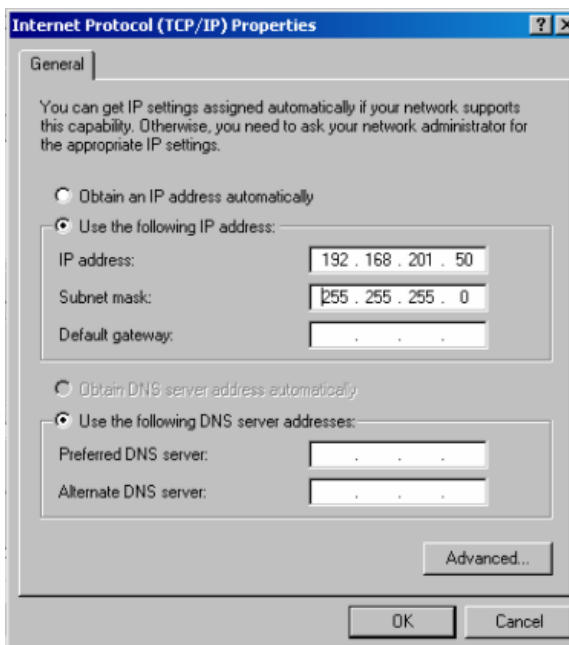 Internet Protocol (TCP/IP) Properties ? X
General
You can get IP settings assigned automatically if your network supports
this capability. Otherwise, you need to ask your network administrator for
the appropriate IP settings.
Obtain an IP address automatically
Use the following IP address:
IP address: 192 . 168 . 201 . 50
Subnet mask: 255 . 255 . 255 . 0
Default gateway: . . .
Obtain DNS server address automatically
Use the following DNS server addresses:
Preferred DNS server: . . .
Alternate DNS server: . . .
Advanced...
OK Cancel